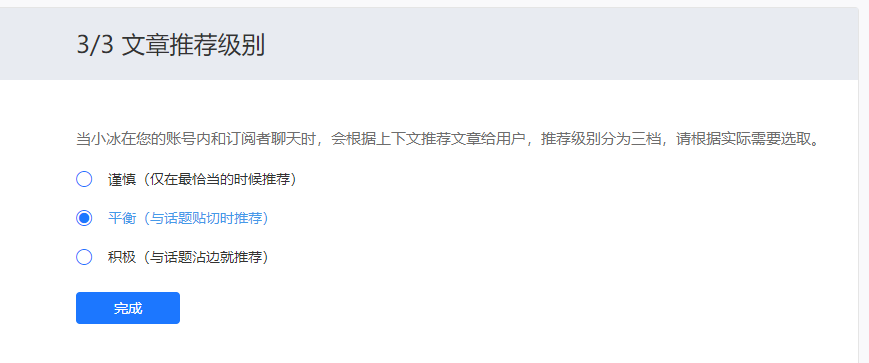 3/3 文章推荐级别
当小冰在您的账号内和订阅者聊天时，会根据上下文推荐文章给用户，推荐级别分为三档，请根据实际需要选取。
谨慎（仅在最恰当的时候推荐）
平衡（与话题贴切时推荐）
积极（与话题沾边就推荐）
完成